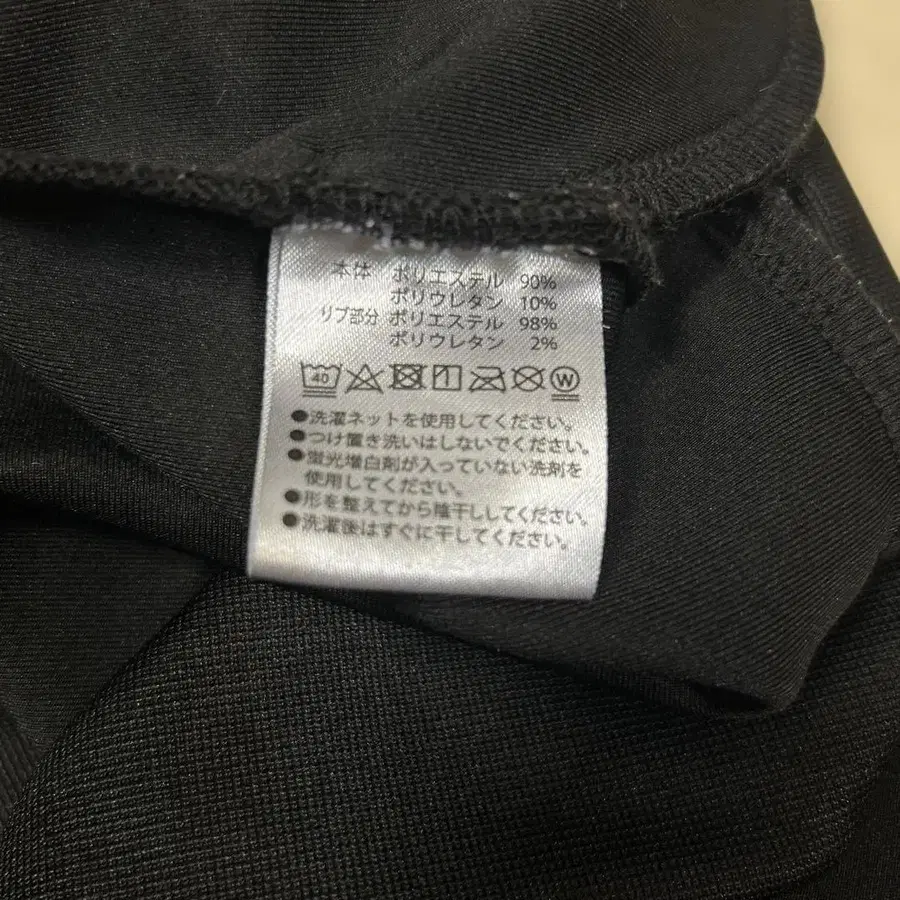 本体 ポリエステル 90%
ポリウレタン 10%
リブ部分 ポリエステル 98%
ポリウレタン 2%
40 W
●洗濯ネットを使用してください。
●つけ置き洗いはしないでください。
●蛍光増白剤が入っていない洗剤を
使用してください。
●形を整えてから陰干ししてください。
●洗濯後はすぐに干してください。